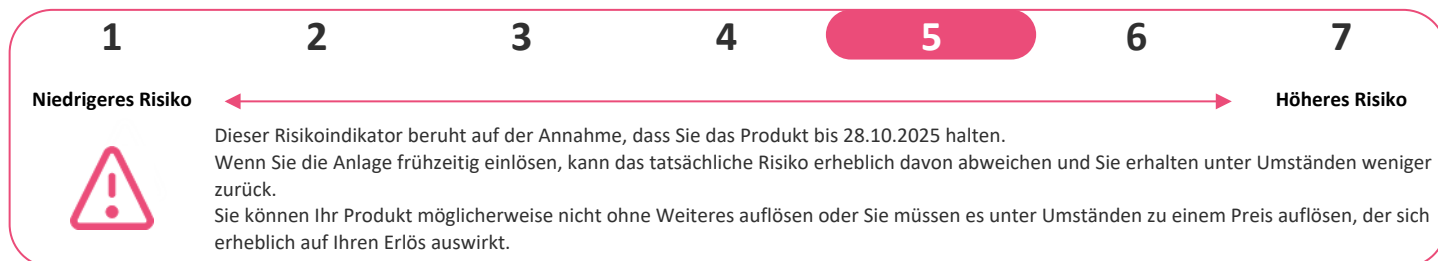 1 2 3 4 5 6 7
Niedrigeres Risiko Höheres Risiko
Dieser Risikoindikator beruht auf der Annahme, dass Sie das Produkt bis 28.10.2025 halten.
Wenn Sie die Anlage frühzeitig einlösen, kann das tatsächliche Risiko erheblich davon abweichen und Sie erhalten unter Umständen weniger
zurück.
Sie können Ihr Produkt möglicherweise nicht ohne Weiteres auflösen oder Sie müssen es unter Umständen zu einem Preis auflösen, der sich
erheblich auf Ihren Erlös auswirkt.